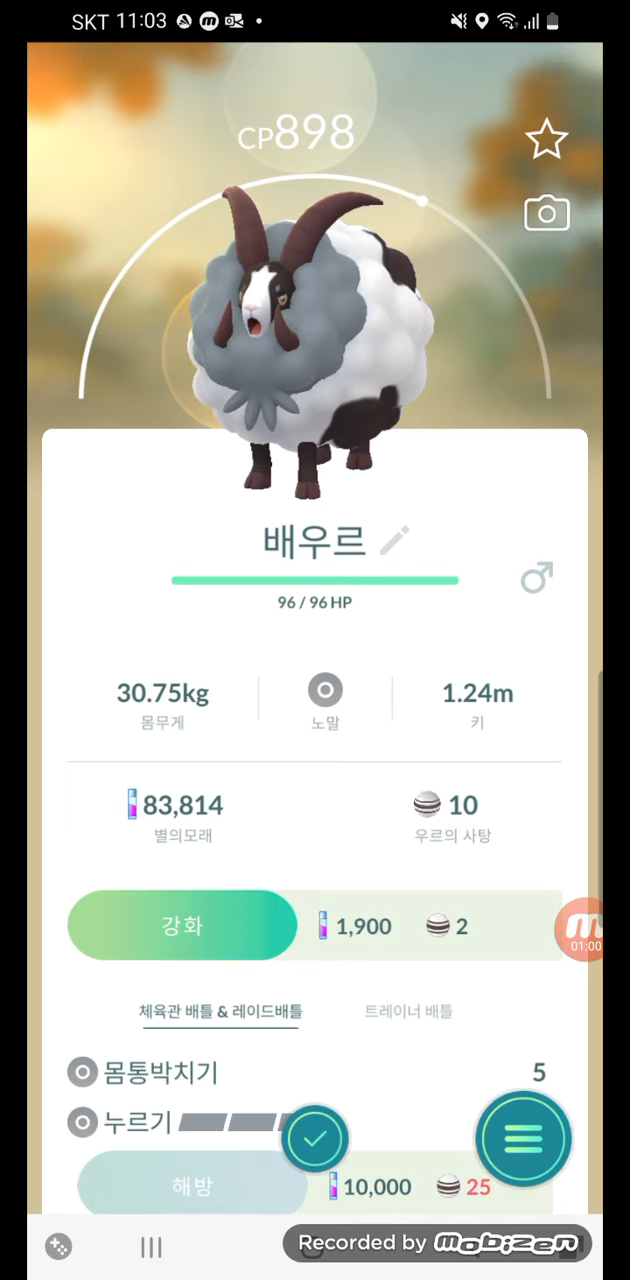 SKT 11:03
CP898
배우르
96 / 96 HP
30.75kg
1.24m
몸무게
노말
키
83,814
10
별의모래
우르의 사탕
강화
1,900
2
01:00
체육관 배틀 & 레이드배틀
트레이너 배틀
몸통박치기
5
누르기
해방
10,000
25
Recorded by mobizen